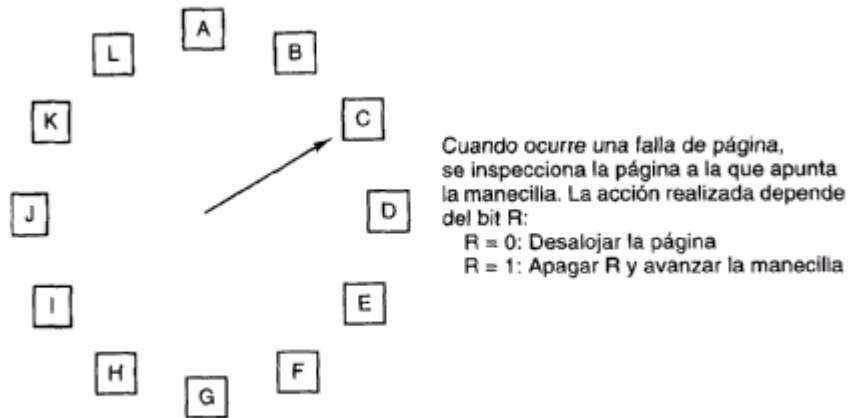 A
B
C
D
E
F
G
H
I
J
K
L
Cuando ocurre una falla de página,
se inspecciona la página a la que apunta
la manecilla. La acción realizada depende
del bit R:
R = 0: Desalojar la página
R = 1: Apagar R y avanzar la manecilla